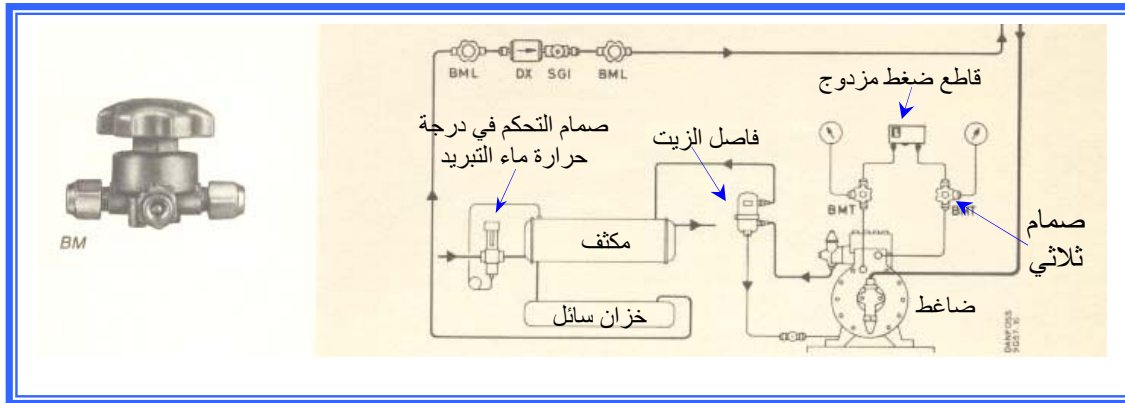 BML DX SGI BML
قاطع ضغط مزدوج
صمام التحكم في درجة
حرارة ماء التبريد
فاصل الزيت
BMT
BMT
صمام
ثلاثي
مكثف
ضاغط
خزان سائل
BM
DANFOSS